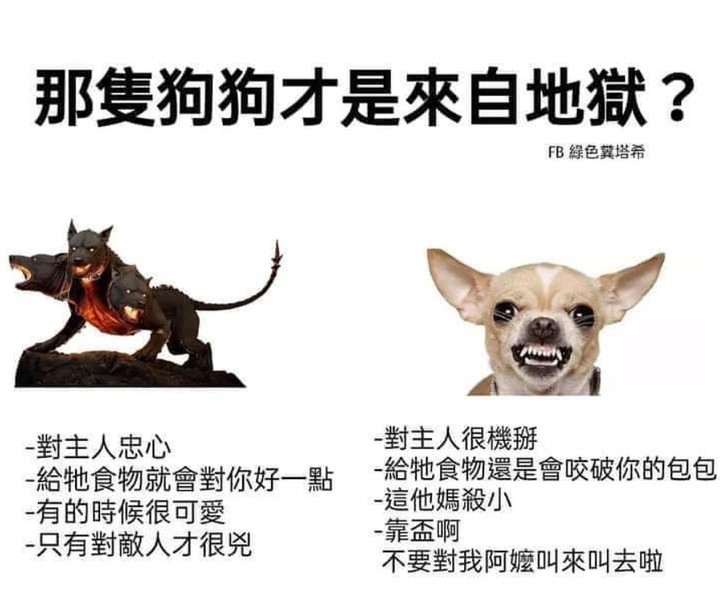 那隻狗狗才是來自地獄？
FB 綠色糞塔希
-對主人忠心
-給牠食物就會對你好一點
-有的時候很可愛
-只有對敵人才很兇
-對主人很機掰
-給牠食物還是會咬破你的包包
-這他媽殺小
-靠盃啊
不要對我阿嬤叫來叫去啦